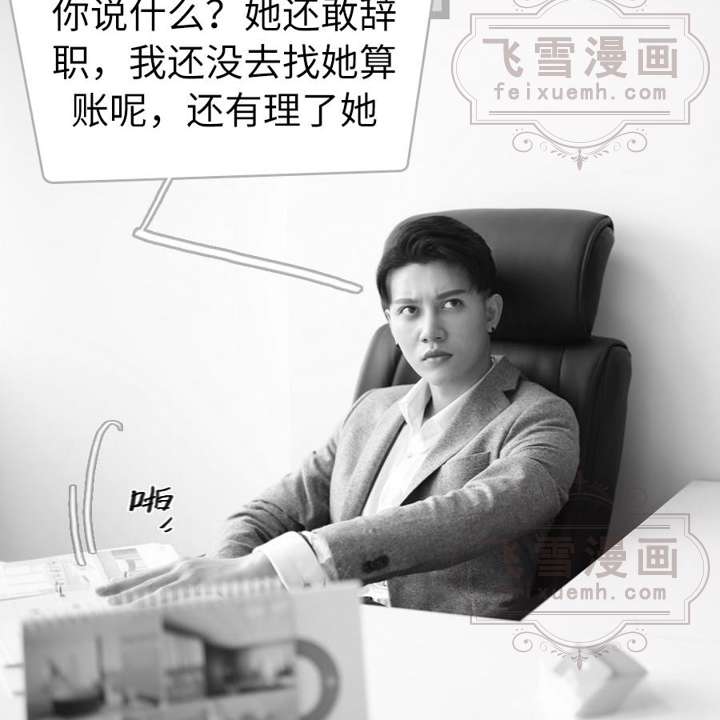 你说什么？她还敢辞
职，我还没去找她算
账呢，还有理了她
飞雪漫画
feixuemh.com
啪
飞雪漫画
feixuemh.com